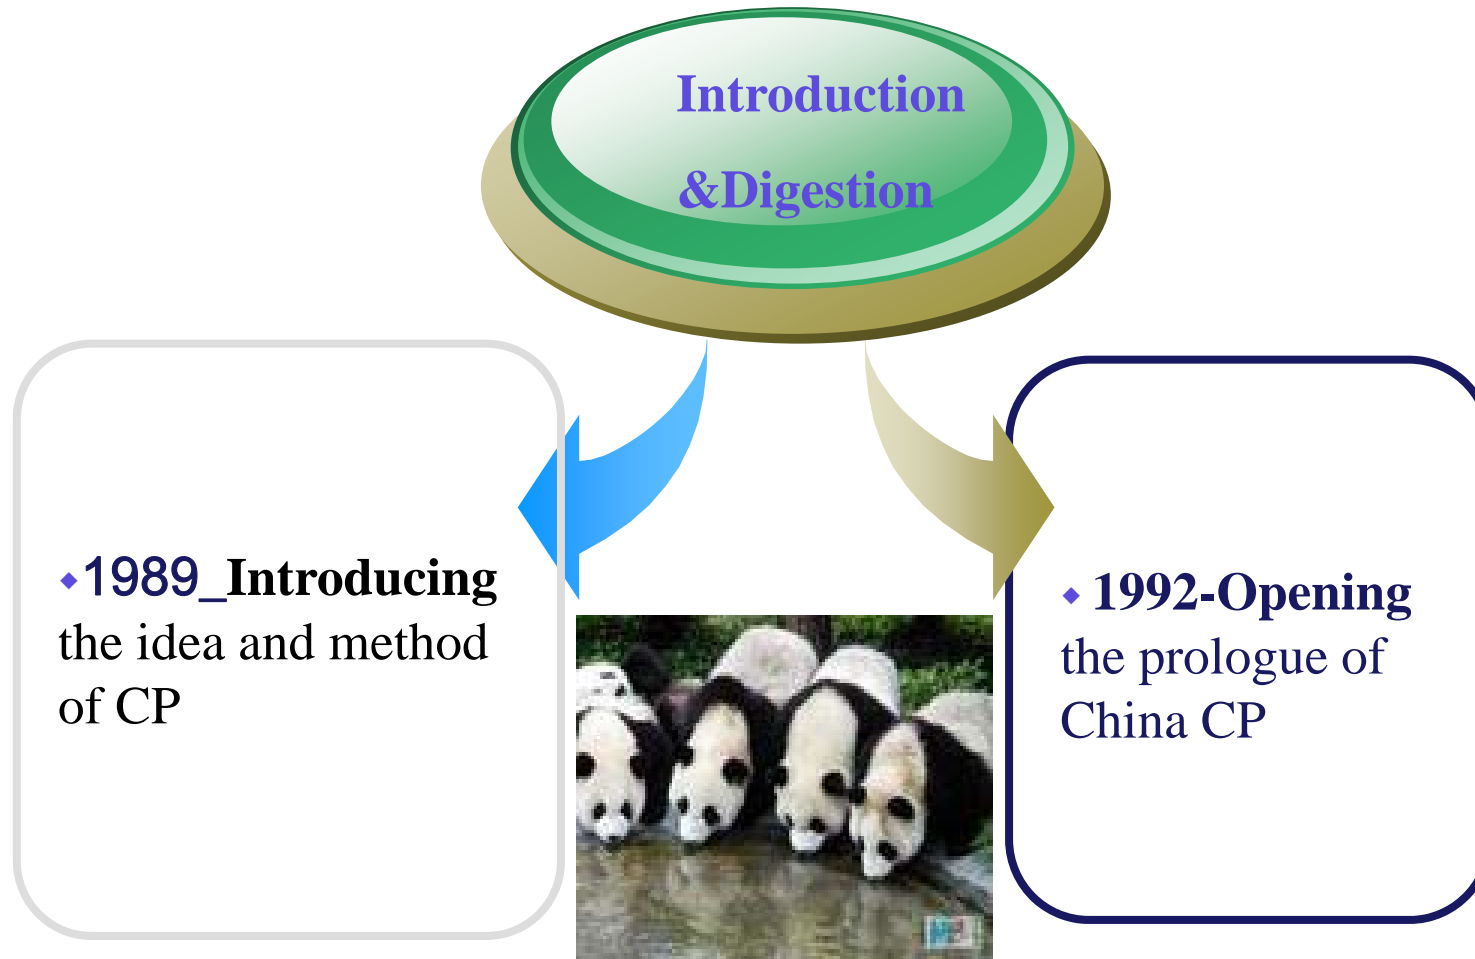 Introduction
&Digestion
◆1989_Introducing
the idea and method
of CP
◆ 1992-Opening
the prologue of
China CP